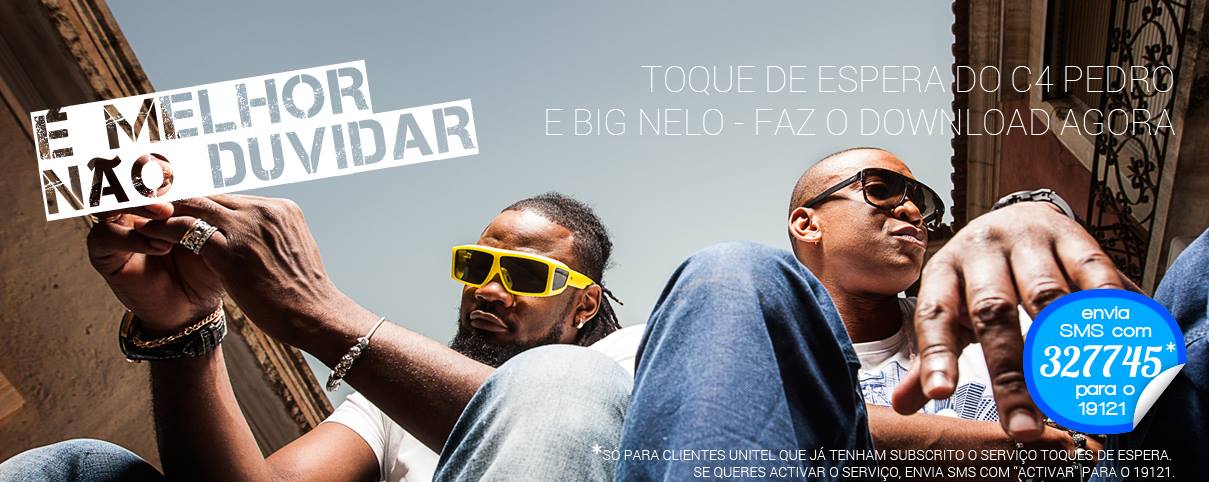 É MELHOR
NÃO DUVIDAR
TOQUE DE ESPERA DO C4 PEDRO
E BIG NELO - FAZ O DOWNLOAD AGORA
envia
SMS com
327745*
para o
19121
*SÓ PARA CLIENTES UNITEL QUE JÁ TENHAM SUBSCRITO O SERVIÇO TOQUES DE ESPERA.
SE QUERES ACTIVAR O SERVIÇO, ENVIA SMS COM “ACTIVAR” PARA O 19121.